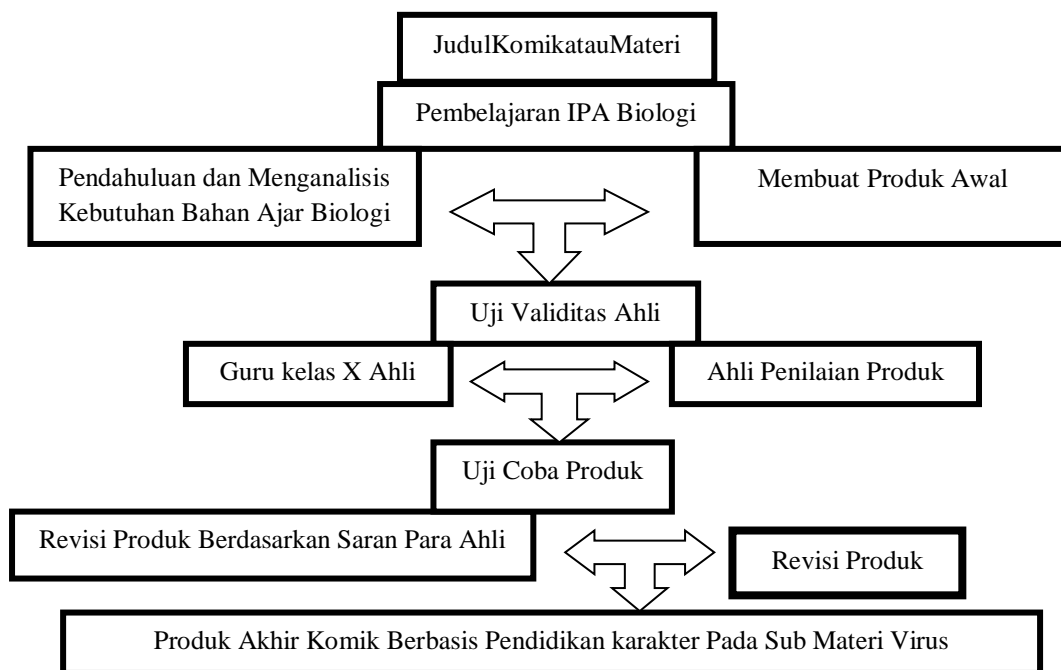 JudulKomikatauMateri
Pembelajaran IPA Biologi
Pendahuluan dan Menganalisis
Kebutuhan Bahan Ajar Biologi
Membuat Produk Awal
Uji Validitas Ahli
Guru kelas X Ahli
Ahli Penilaian Produk
Uji Coba Produk
Revisi Produk Berdasarkan Saran Para Ahli
Revisi Produk
Produk Akhir Komik Berbasis Pendidikan karakter Pada Sub Materi Virus